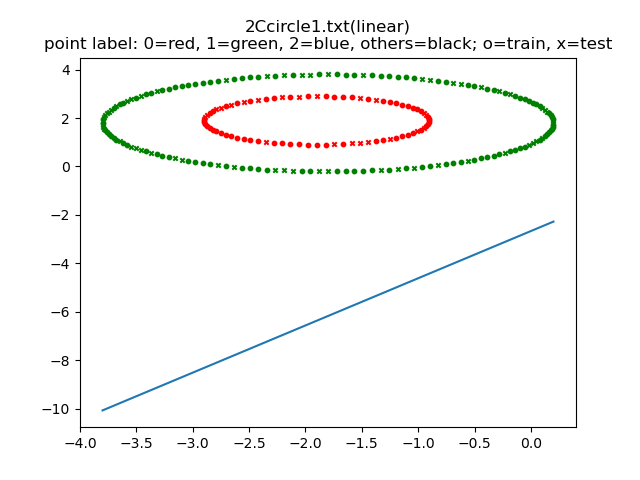 2Ccircle1.txt(linear)
point label: 0=red, 1=green, 2=blue, others=black; o=train, x=test
4
2
0
−2
−4
−6
−8
−10
−4.0 −3.5 −3.0 −2.5 −2.0 −1.5 −1.0 −0.5 0.0